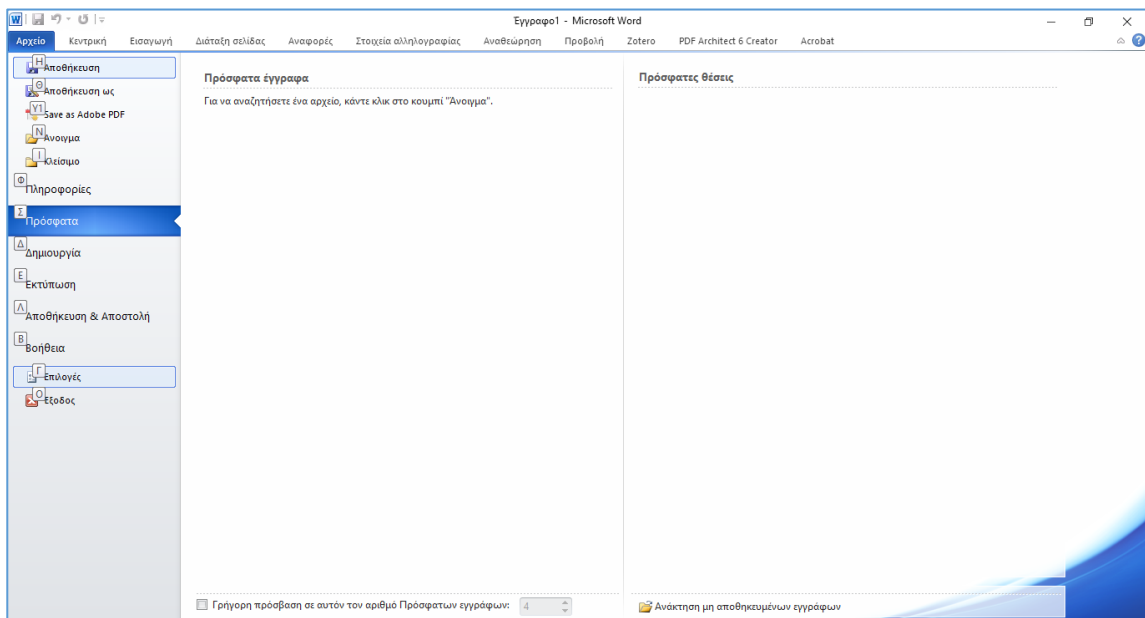 Έγγραφο1 - Microsoft Word
Αρχείο Κεντρική Εισαγωγή Διάταξη σελίδας Αναφορές Στοιχεία αλληλογραφίας Αναθεώρηση Προβολή Zotero PDF Architect 6 Creator Acrobat
Η Αποθήκευση
Θ Αποθήκευση ως
Υ1 Save as Adobe PDF
Ν Άνοιγμα
Ι Κλείσιμο
Φ Πληροφορίες
Σ Πρόσφατα
Δ Δημιουργία
Ε Εκτύπωση
Λ Αποθήκευση & Αποστολή
Β Βοήθεια
Γ Επιλογές
Ο Έξοδος
Πρόσφατα έγγραφα
Για να αναζητήσετε ένα αρχείο, κάντε κλικ στο κουμπί "Άνοιγμα".
Γρήγορη πρόσβαση σε αυτόν τον αριθμό Πρόσφατων εγγράφων: 4
Πρόσφατες θέσεις
Ανάκτηση μη αποθηκευμένων εγγράφων